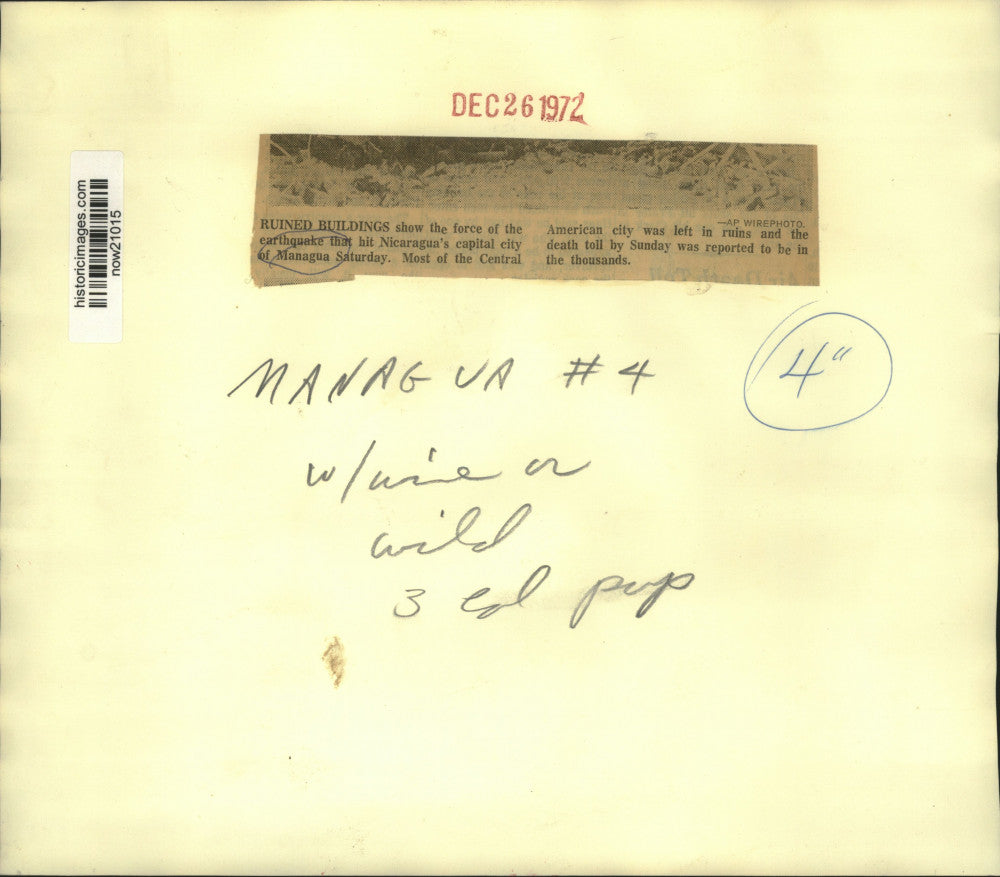 DEC 26 1972
historicimages.com
now21015
—AP WIREPHOTO.
RUINED BUILDINGS show the force of the
earthquake that hit Nicaragua's capital city
of Managua Saturday. Most of the Central
American city was left in ruins and the
death toll by Sunday was reported to be in
the thousands.
4"
MANAGUA #4
w/wire or
wild
3 col